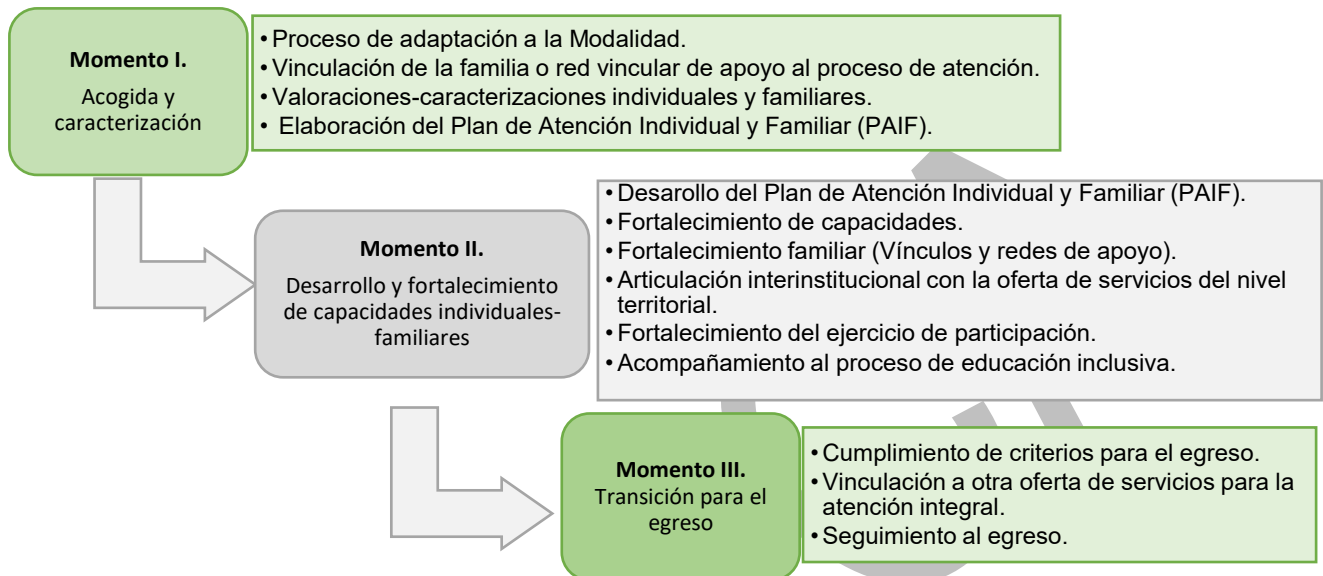 Momento I.
Acogida y
caracterización
• Proceso de adaptación a la Modalidad.
• Vinculación de la familia o red vincular de apoyo al proceso de atención.
• Valoraciones-caracterizaciones individuales y familiares.
• Elaboración del Plan de Atención Individual y Familiar (PAIF).
Momento II.
Desarrollo y fortalecimiento
de capacidades individuales-
familiares
• Desarollo del Plan de Atención Individual y Familiar (PAIF).
• Fortalecimiento de capacidades.
• Fortalecimiento familiar (Vínculos y redes de apoyo).
• Articulación interinstitucional con la oferta de servicios del nivel
territorial.
• Fortalecimiento del ejercicio de participación.
• Acompañamiento al proceso de educación inclusiva.
Momento III.
Transición para el
egreso
• Cumplimiento de criterios para el egreso.
• Vinculación a otra oferta de servicios para la
atención integral.
• Seguimiento al egreso.